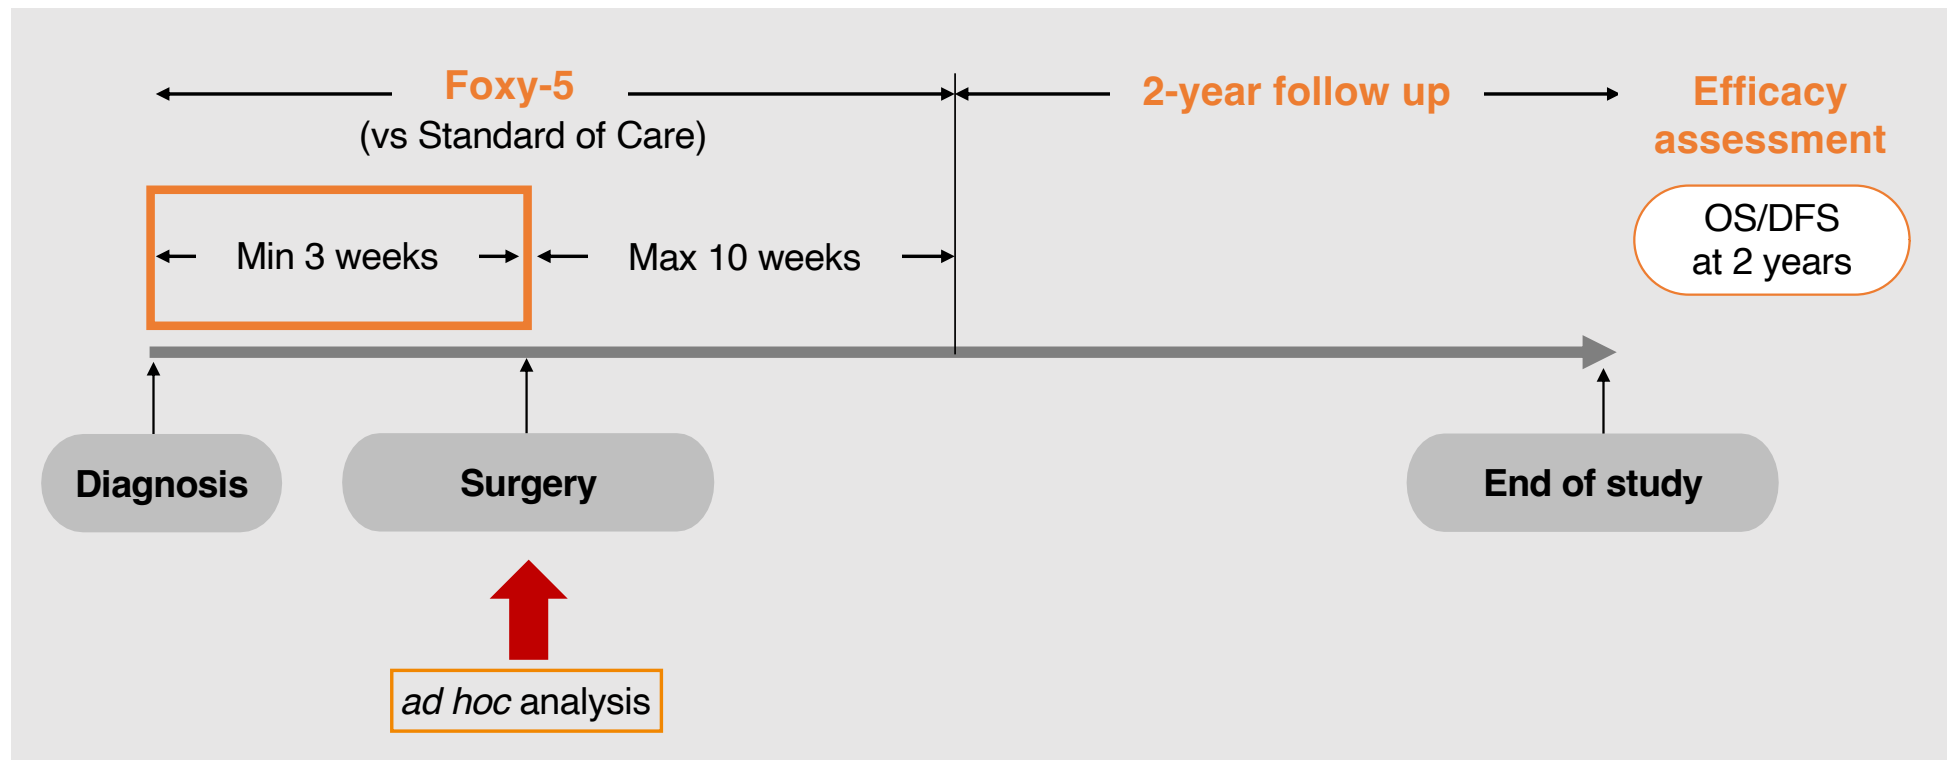 Foxy-5
(vs Standard of Care)
2-year follow up
Efficacy
assessment
OS/DFS
at 2 years
Min 3 weeks
Max 10 weeks
Diagnosis
Surgery
End of study
ad hoc analysis